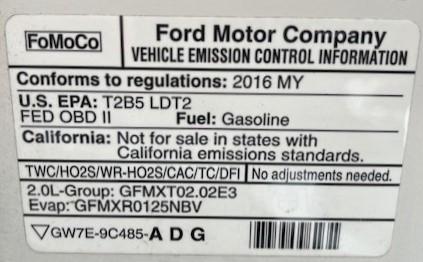 FoMoCo
Ford Motor Company
VEHICLE EMISSION CONTROL INFORMATION
Conforms to regulations: 2016 MY
U.S. EPA: T2B5 LDT2
FED OBD II Fuel: Gasoline
California: Not for sale in states with
California emissions standards.
TWC/HO2S/WR-HO2S/CAC/TC/DFI No adjustments needed.
2.0L-Group: GFMXT02.02E3
Evap: GFMXR0125NBV
▽GW7E-9C485-A D G